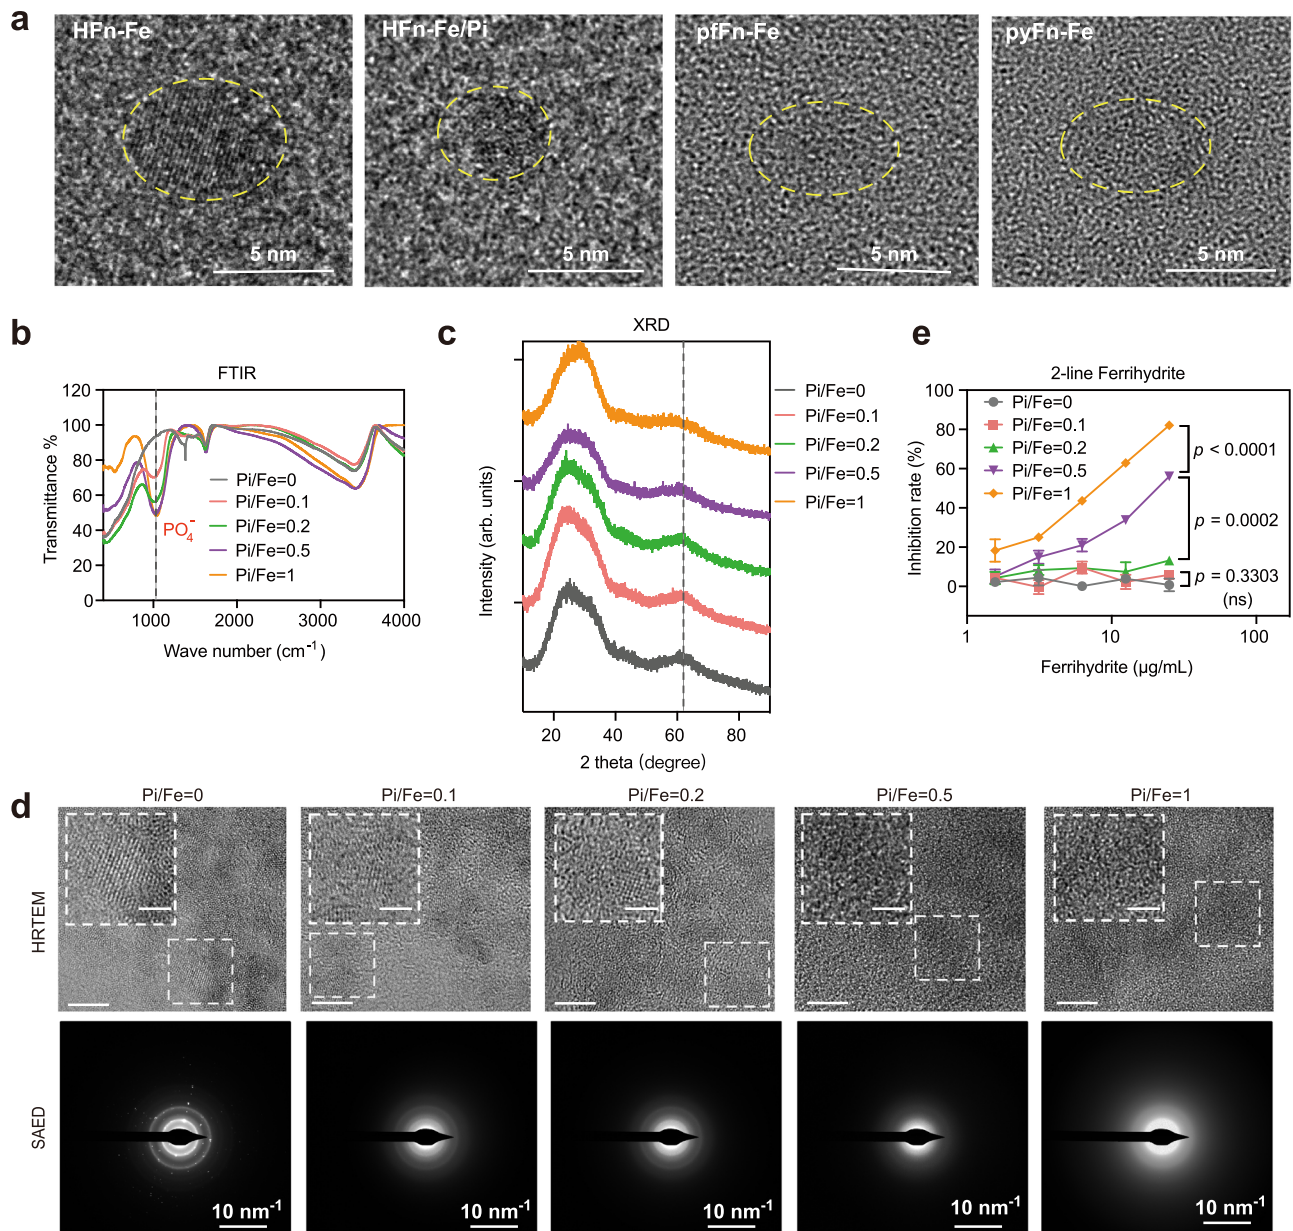 a
HFn-Fe
HFn-Fe/Pi
pfFn-Fe
pyFn-Fe
5 nm
5 nm
5 nm
5 nm
b
FTIR
Transmittance %
120
100
80
60
40
20
0
Pi/Fe=0
Pi/Fe=0.1
Pi/Fe=0.2
Pi/Fe=0.5
Pi/Fe=1
PO4-
1000
2000
3000
4000
Wave number (cm-1)
c
XRD
Intensity (arb. units)
Pi/Fe=0
Pi/Fe=0.1
Pi/Fe=0.2
Pi/Fe=0.5
Pi/Fe=1
20
40
60
80
2 theta (degree)
e
2-line Ferrihydrite
Inibition rate (%)
100
80
60
40
20
0
Pi/Fe=0
Pi/Fe=0.1
Pi/Fe=0.2
Pi/Fe=0.5
Pi/Fe=1
p < 0.0001
p = 0.0002
p = 0.3303
(ns)
1
10
100
Ferrihydrite (µg/mL)
d
Pi/Fe=0
Pi/Fe=0.1
Pi/Fe=0.2
Pi/Fe=0.5
Pi/Fe=1
HRTEM
SAED
10 nm-1
10 nm-1
10 nm-1
10 nm-1
10 nm-1